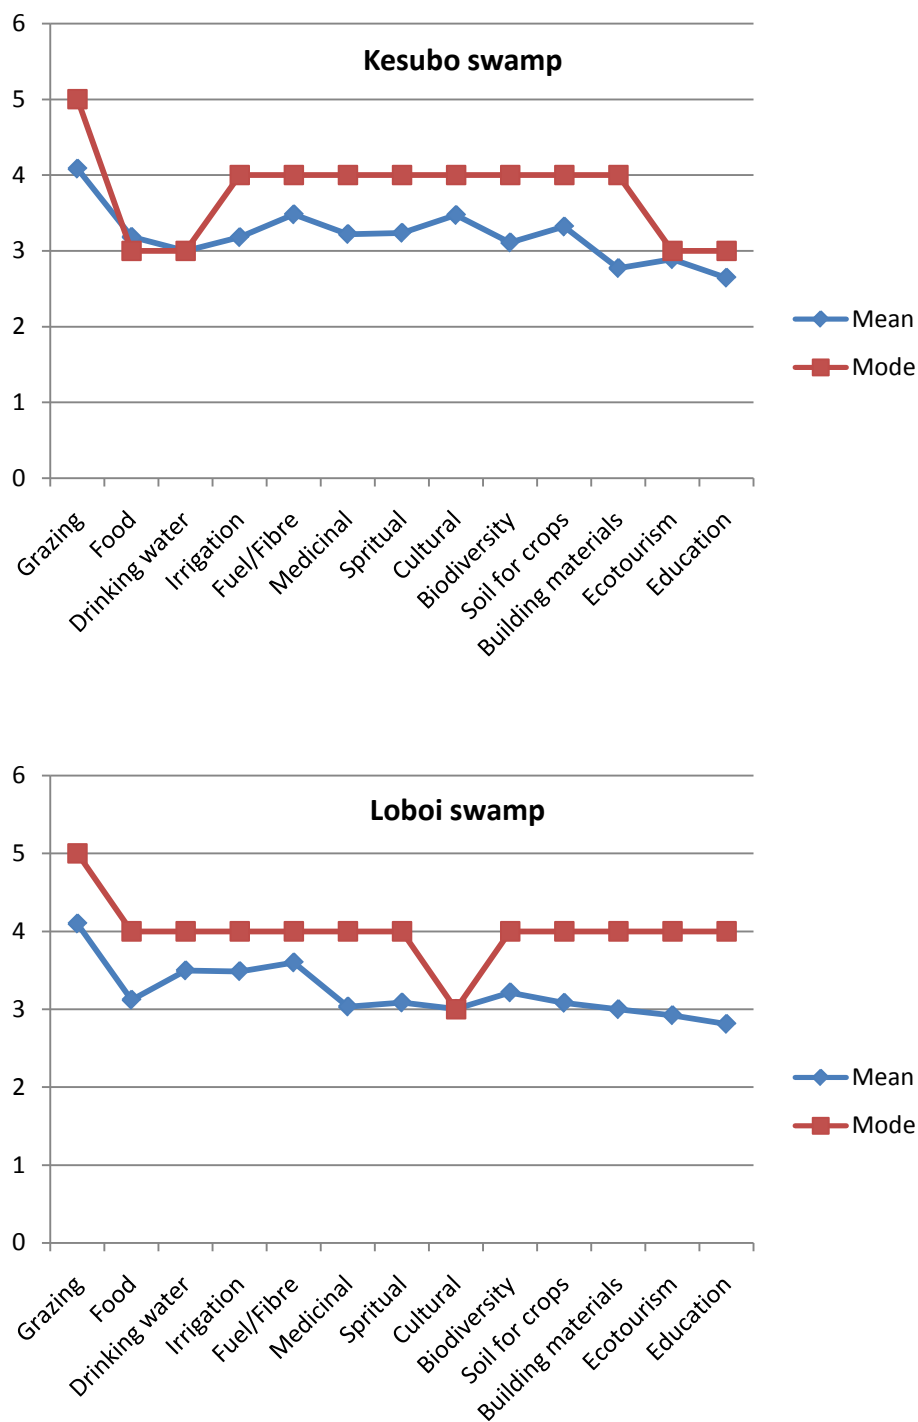 Kesubo swamp
6
5
4
3
2
1
0
Grazing
Food
Drinking water
Irrigation
Fuel/Fibre
Medicinal
Spritual
Cultural
Biodiversity
Soil for crops
Building materials
Ecotourism
Education
Mean
Mode
Loboi swamp
6
5
4
3
2
1
0
Grazing
Food
Drinking water
Irrigation
Fuel/Fibre
Medicinal
Spritual
Cultural
Biodiversity
Soil for crops
Building materials
Ecotourism
Education
Mean
Mode